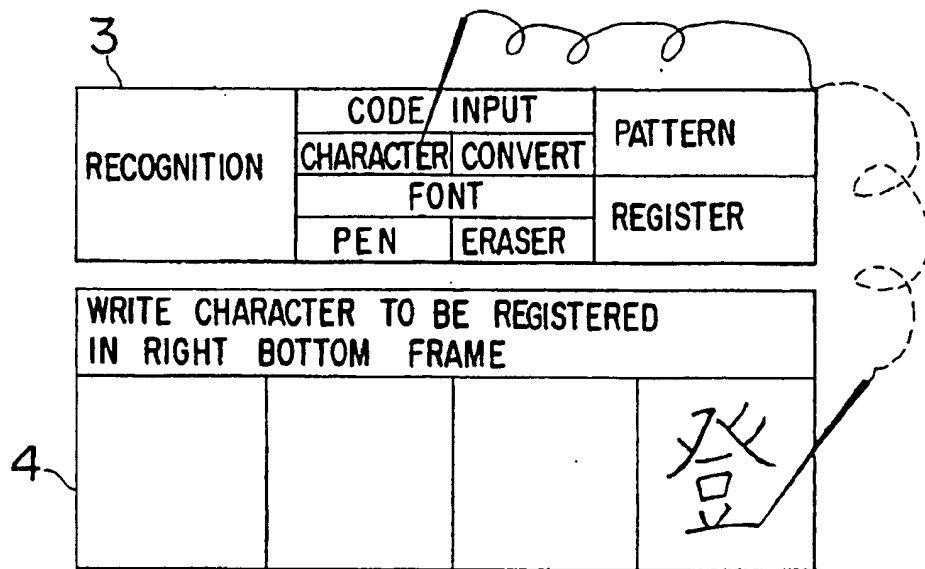 3
RECOGNITION
CODE INPUT
CHARACTER CONVERT
FONT
PEN ERASER
PATTERN
REGISTER
WRITE CHARACTER TO BE REGISTERED
IN RIGHT BOTTOM FRAME
4
登